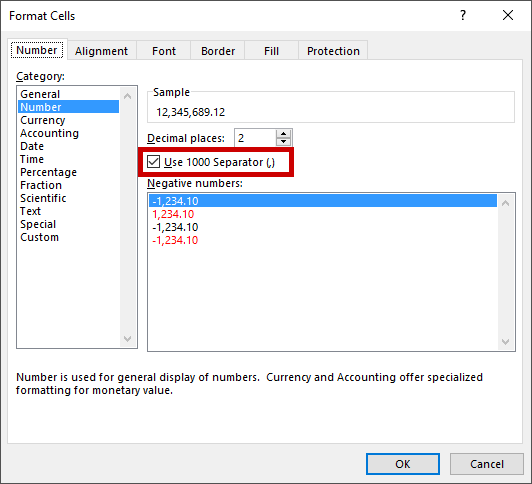 Format Cells
Number Alignment Font Border Fill Protection
Category:
General
Number
Currency
Accounting
Date
Time
Percentage
Fraction
Scientific
Text
Special
Custom
Sample
12,345,689.12
Decimal places: 2
Use 1000 Separator (,)
Negative numbers:
-1,234.10
1,234.10
-1,234.10
-1,234.10
Number is used for general display of numbers. Currency and Accounting offer specialized
formatting for monetary value.
OK Cancel